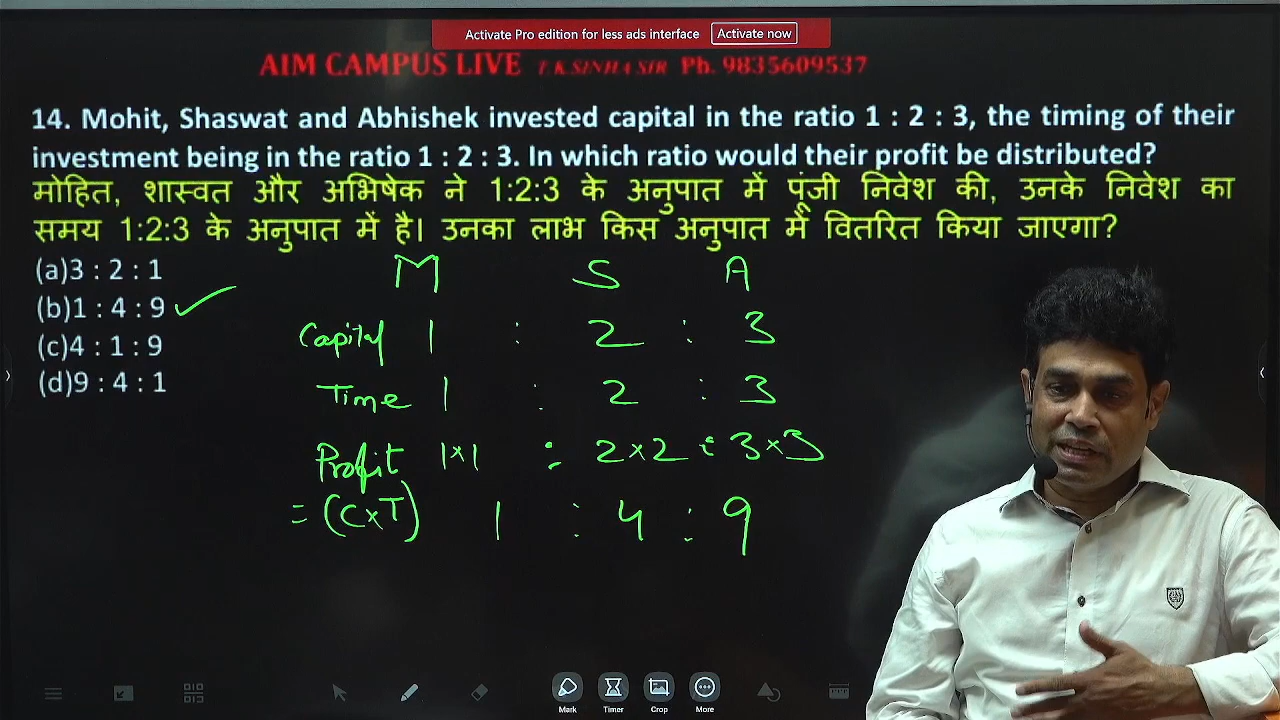 Activate Pro edition for less ads interface Activate now
AIM CAMPUS LIVE T.K.SINHA SIR Ph. 9835609537
14. Mohit, Shaswat and Abhishek invested capital in the ratio 1 : 2 : 3, the timing of their
investment being in the ratio 1 : 2 : 3. In which ratio would their profit be distributed?
मोहित, शास्वत और अभिषेक ने 1:2:3 के अनुपात में पूंजी निवेश की, उनके निवेश का
समय 1:2:3 के अनुपात में है। उनका लाभ किस अनुपात में वितरित किया जाएगा?
(a)3 : 2 : 1
(b)1 : 4 : 9
(c)4 : 1 : 9
(d)9 : 4 : 1
M S A
Capital 1 : 2 : 3
Time 1 : 2 : 3
Profit 1×1 : 2×2 : 3×3
= (C×T) 1 : 4 : 9
Mark Timer Crop More